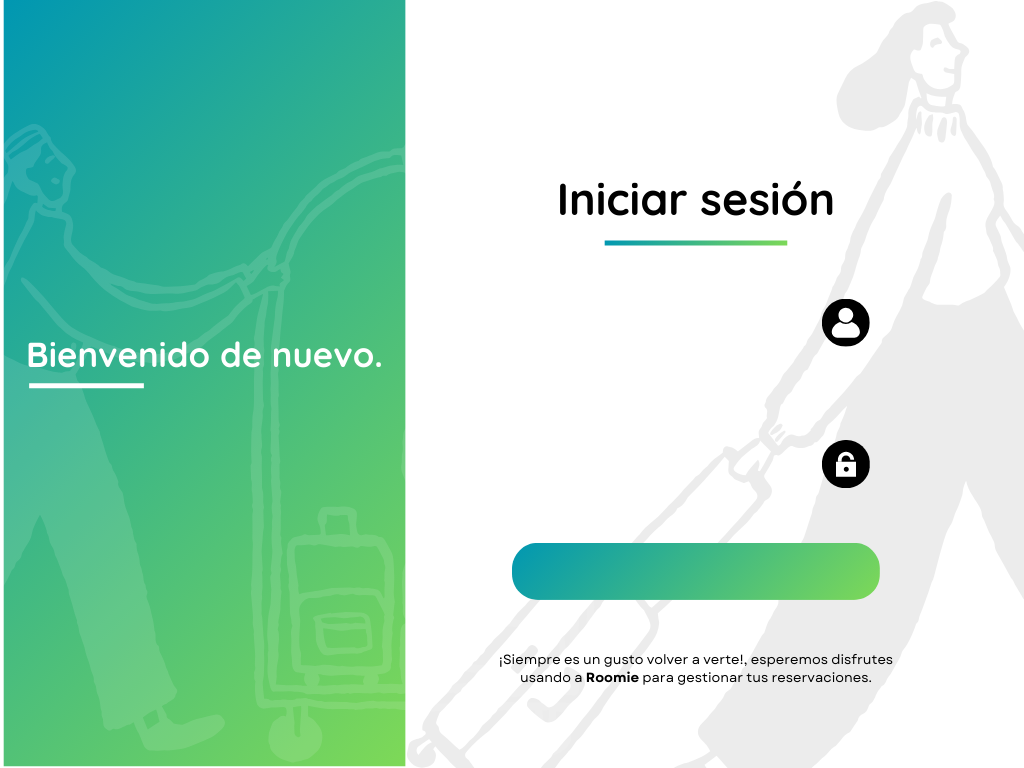 Bienvenido de nuevo.
Iniciar sesión
¡Siempre es un gusto volver a verte!, esperemos disfrutes
usando a Roomie para gestionar tus reservaciones.